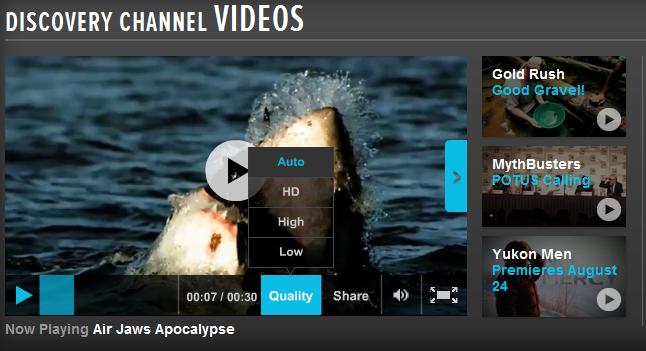 DISCOVERY CHANNEL VIDEOS
Auto
HD
High
Low
00:07 / 00:30
Quality
Share
Now Playing Air Jaws Apocalypse
Gold Rush
Good Gravel!
MythBusters
POTUS Calling
Yukon Men
Premieres August
24